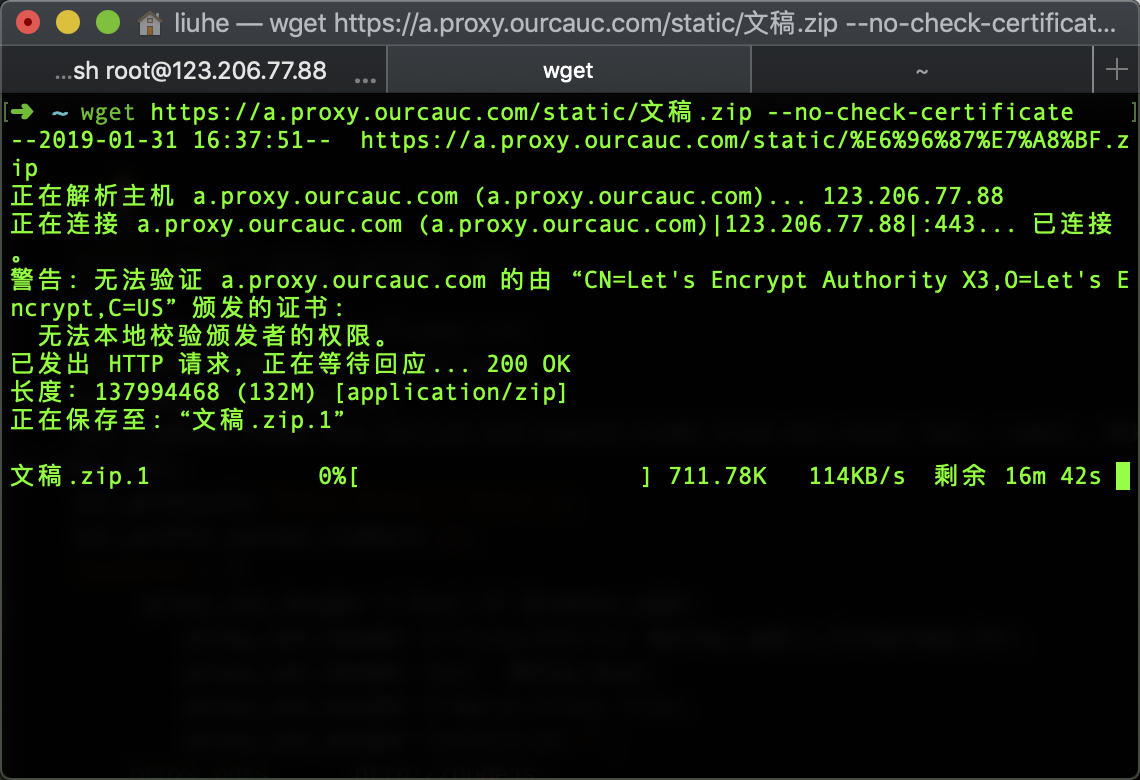 liuhe — wget https://a.proxy.ourcauc.com/static/文稿.zip --no-check-certificat...
...sh root@123.206.77.88 ... wget ~ +
[➜ ~ wget https://a.proxy.ourcauc.com/static/文稿.zip --no-check-certificate ]
--2019-01-31 16:37:51-- https://a.proxy.ourcauc.com/static/%E6%96%87%E7%A8%BF.z
ip
正在解析主机 a.proxy.ourcauc.com (a.proxy.ourcauc.com)... 123.206.77.88
正在连接 a.proxy.ourcauc.com (a.proxy.ourcauc.com)|123.206.77.88|:443... 已连接
。
警告: 无法验证 a.proxy.ourcauc.com 的由 “CN=Let's Encrypt Authority X3,O=Let's E
ncrypt,C=US” 颁发的证书:
无法本地校验颁发者的权限。
已发出 HTTP 请求, 正在等待回应... 200 OK
长度: 137994468 (132M) [application/zip]
正在保存至: “文稿.zip.1”
文稿.zip.1 0%[ ] 711.78K 114KB/s 剩余 16m 42s